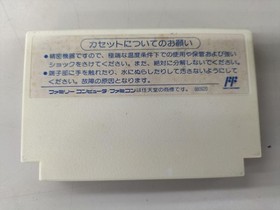 カセットについてのお願い
●精密機器ですので、極端な温度条件下での使用や保管および強い
ショックをさけてください。また、絶対に分解しないでください。
●端子部に手を触れたり、水にぬらしたりして汚さないようにして
ください。故障の原因となります。
ファミリー コンピュータ ファミコンは任天堂の商標です。
FF